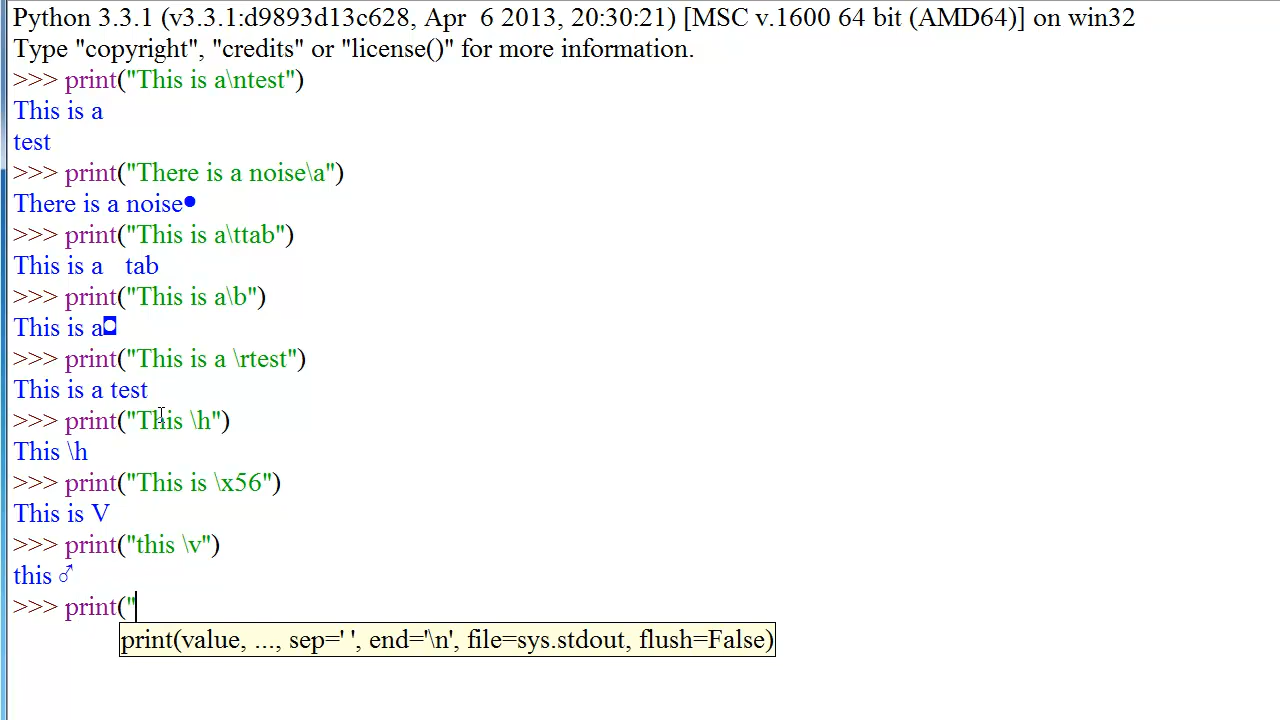 Python 3.3.1 (v3.3.1:d9893d13c628, Apr  6 2013, 20:30:21) [MSC v.1600 64 bit (AMD64)] on win32
Type "copyright", "credits" or "license()" for more information.
>>> print("This is a\ntest")
This is a
test
>>> print("There is a noise\a")
There is a noise•
>>> print("This is a\ttab")
This is a	tab
>>> print("This is a\b")
This is a◘
>>> print("This is a \rtest")
This is a test
>>> print("This \h")
This \h
>>> print("This is \x56")
This is V
>>> print("this \v")
this ♂
>>> print("
print(value, ..., sep=' ', end='\n', file=sys.stdout, flush=False)